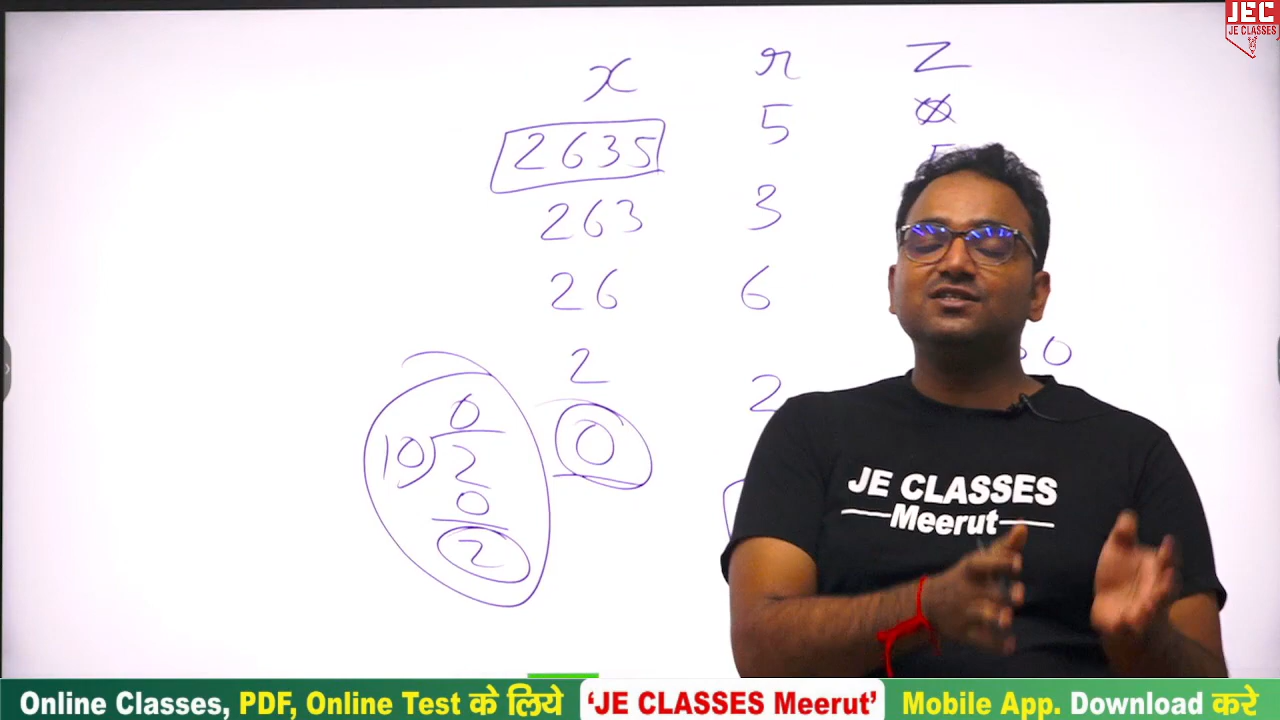 JEC
JE CLASSES
x r Z
2635 5 0
263 3
26 6
2 2
0
0
10 2
0
2
JE CLASSES
Meerut
Online Classes, PDF, Online Test के लिये 'JE CLASSES Meerut' Mobile App. Download करे